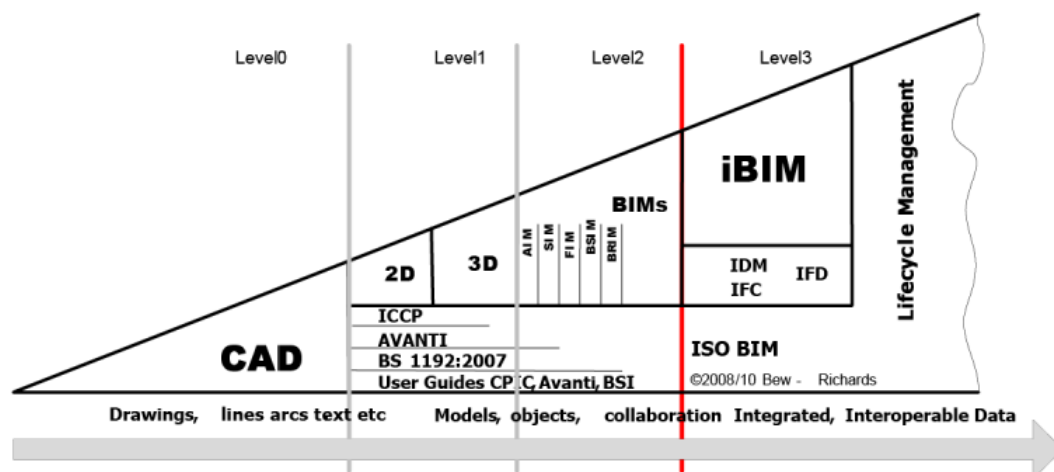 Level0
Level1
Level2
Level3
iBIM
BIMs
AIM
SIM
FIM
BSIM
BRIM
2D
3D
IDM
IFD
IFC
Lifecycle Management
ICCP
AVANTI
BS 1192:2007
User Guides CPIC, Avanti, BSI
CAD
ISO BIM
©2008/10 Bew - Richards
Drawings, lines arcs text etc
Models, objects, collaboration
Integrated, Interoperable Data